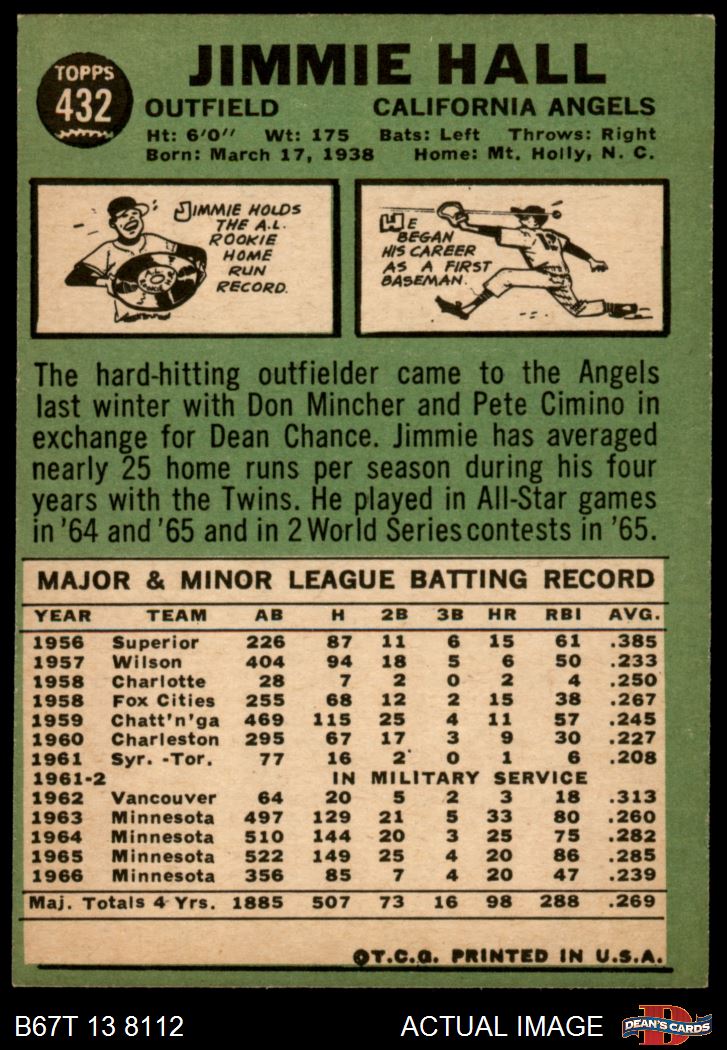 JIMMIE HALL
TOPPS
432
OUTFIELD CALIFORNIA ANGELS
Ht: 6'0" Wt: 175 Bats: Left Throws: Right
Born: March 17, 1938 Home: Mt. Holly, N. C.
JIMMIE HOLDS
THE A.L.
ROOKIE
HOME
RUN
RECORD.
HE
BEGAN
HIS CAREER
AS A FIRST
BASEMAN.
The hard-hitting outfielder came to the Angels
last winter with Don Mincher and Pete Cimino in
exchange for Dean Chance. Jimmie has averaged
nearly 25 home runs per season during his four
years with the Twins. He played in All-Star games
in '64 and '65 and in 2 World Series contests in '65.
MAJOR & MINOR LEAGUE BATTING RECORD
YEAR TEAM AB H 2B 3B HR RBI AVG.
1956 Superior 226 87 11 6 15 61 .385
1957 Wilson 404 94 18 5 6 50 .233
1958 Charlotte 28 7 2 0 2 4 .250
1958 Fox Cities 255 68 12 2 15 38 .267
1959 Chatt'n'ga 469 115 25 4 11 57 .245
1960 Charleston 295 67 17 3 9 30 .227
1961 Syr. -Tor. 77 16 2 0 1 6 .208
1961-2 IN MILITARY SERVICE
1962 Vancouver 64 20 5 2 3 18 .313
1963 Minnesota 497 129 21 5 33 80 .260
1964 Minnesota 510 144 20 3 25 75 .282
1965 Minnesota 522 149 25 4 20 86 .285
1966 Minnesota 356 85 7 4 20 47 .239
Maj. Totals 4 Yrs. 1885 507 73 16 98 288 .269
©T.C.G. PRINTED IN U.S.A.
B67T 13 8112 ACTUAL IMAGE
DEAN'S CARDS